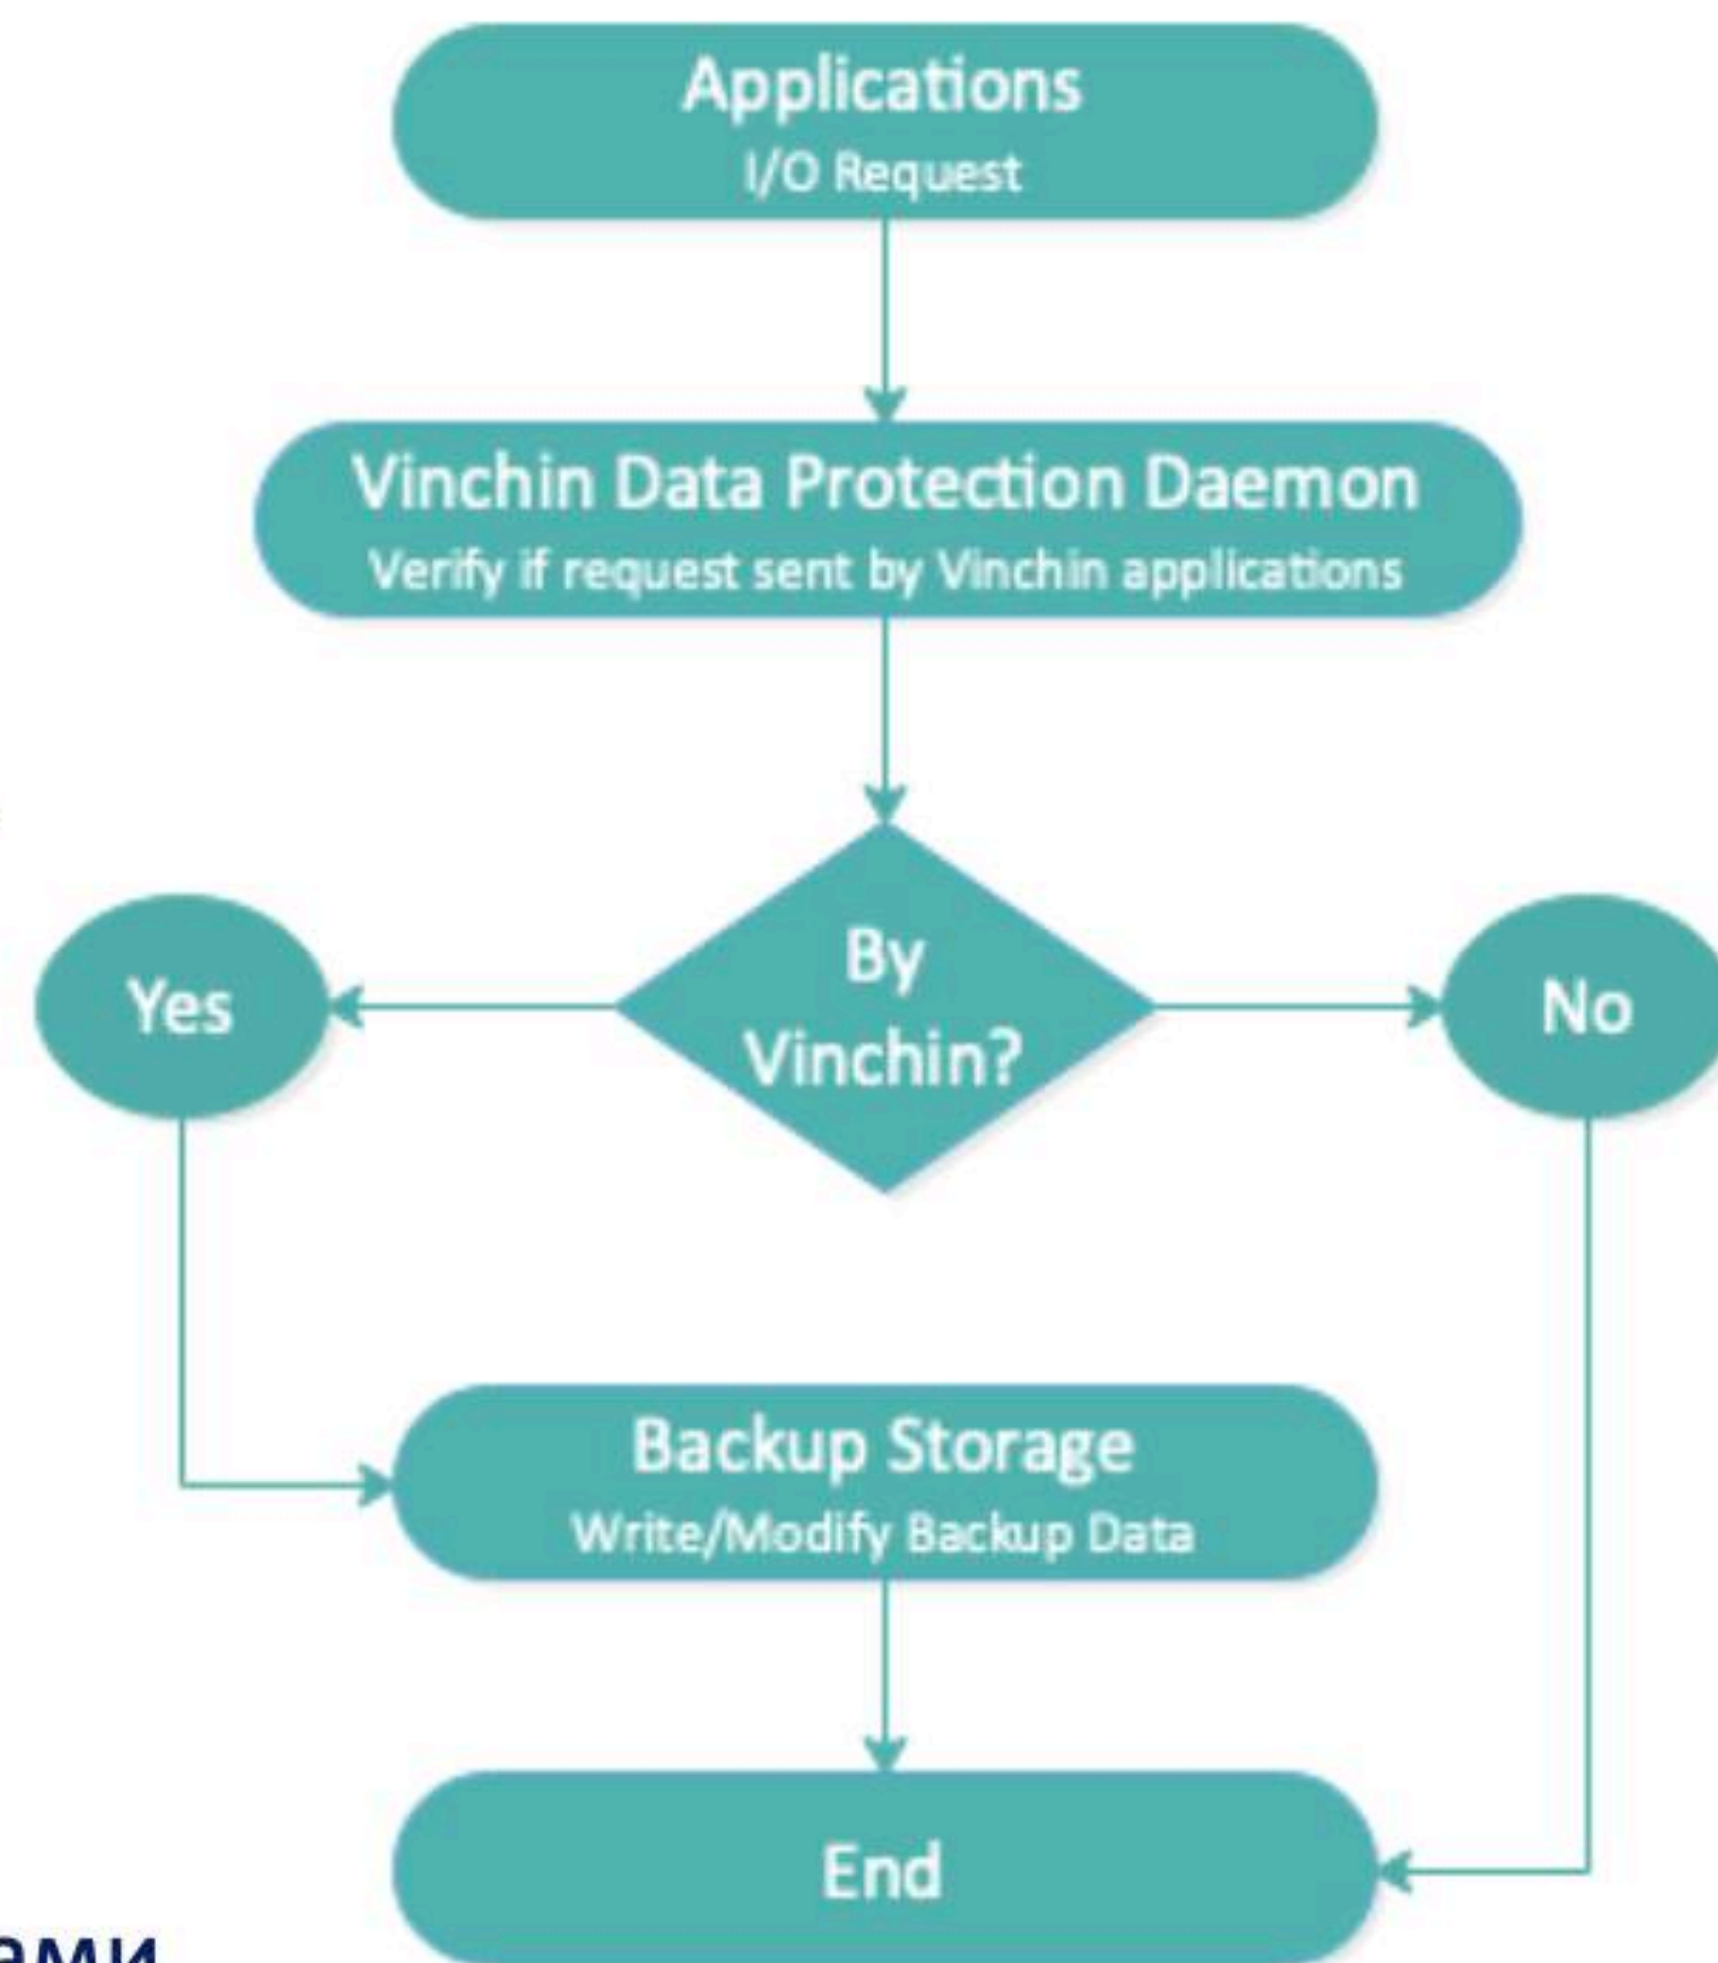 Applications
I/O Request
Vinchin Data Protection Daemon
Verify if request sent by Vinchin applications
By
Vinchin?
Yes
No
Backup Storage
Write/Modify Backup Data
End